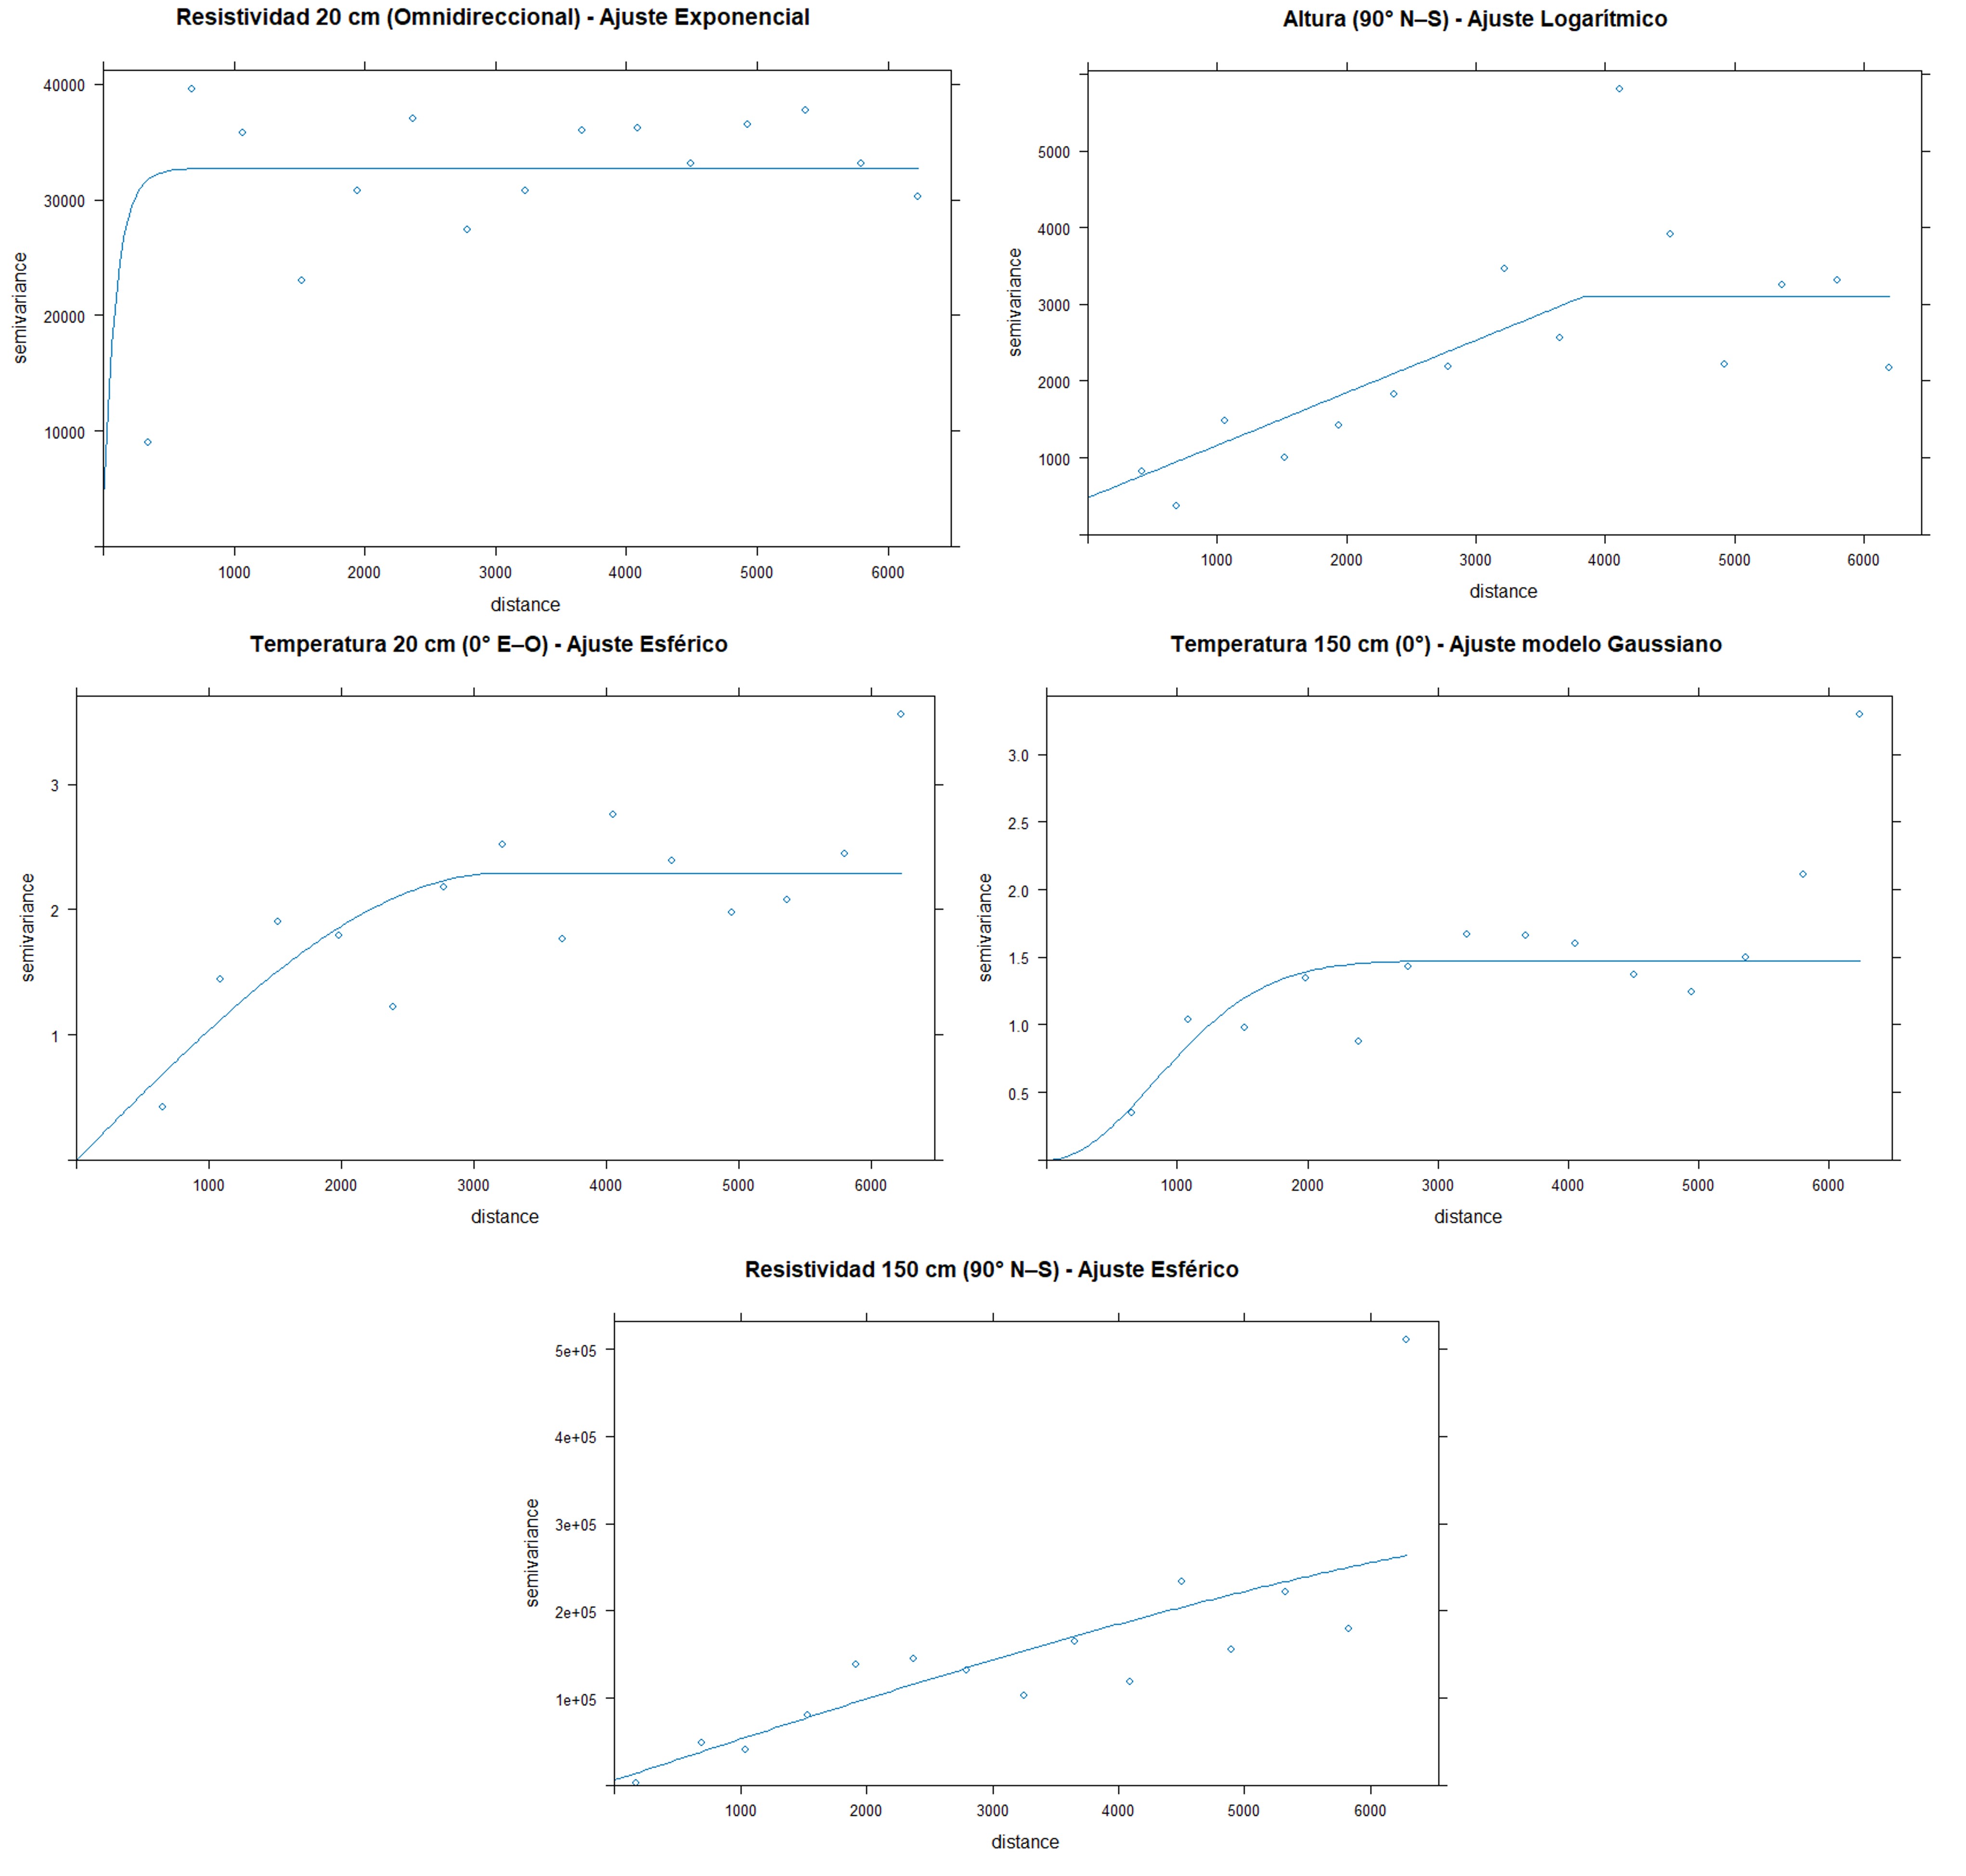 Resistividad 20 cm (Omnidireccional) - Ajuste Exponencial
semivariance
40000
30000
20000
10000
1000 2000 3000 4000 5000 6000
distance
Altura (90° N–S) - Ajuste Logarítmico
semivariance
5000
4000
3000
2000
1000
1000 2000 3000 4000 5000 6000
distance
Temperatura 20 cm (0° E–O) - Ajuste Esférico
semivariance
3
2
1
1000 2000 3000 4000 5000 6000
distance
Temperatura 150 cm (0°) - Ajuste modelo Gaussiano
semivariance
3.0
2.5
2.0
1.5
1.0
0.5
1000 2000 3000 4000 5000 6000
distance
Resistividad 150 cm (90° N–S) - Ajuste Esférico
semivariance
5e+05
4e+05
3e+05
2e+05
1e+05
1000 2000 3000 4000 5000 6000
distance